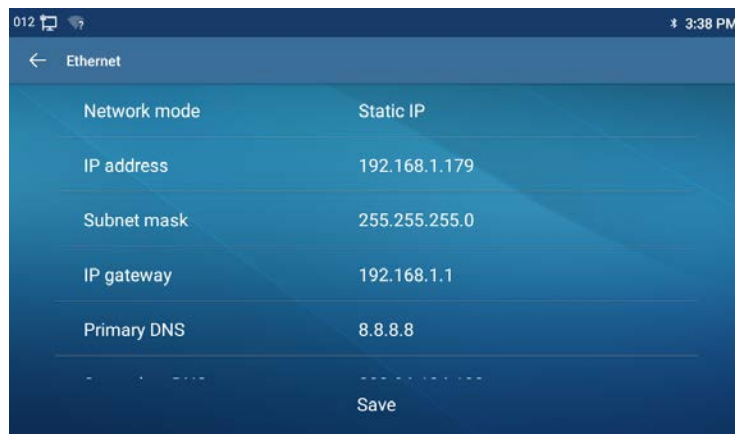 012 3:38 PM
Ethernet
Network mode Static IP
IP address 192.168.1.179
Subnet mask 255.255.255.0
IP gateway 192.168.1.1
Primary DNS 8.8.8.8
Save